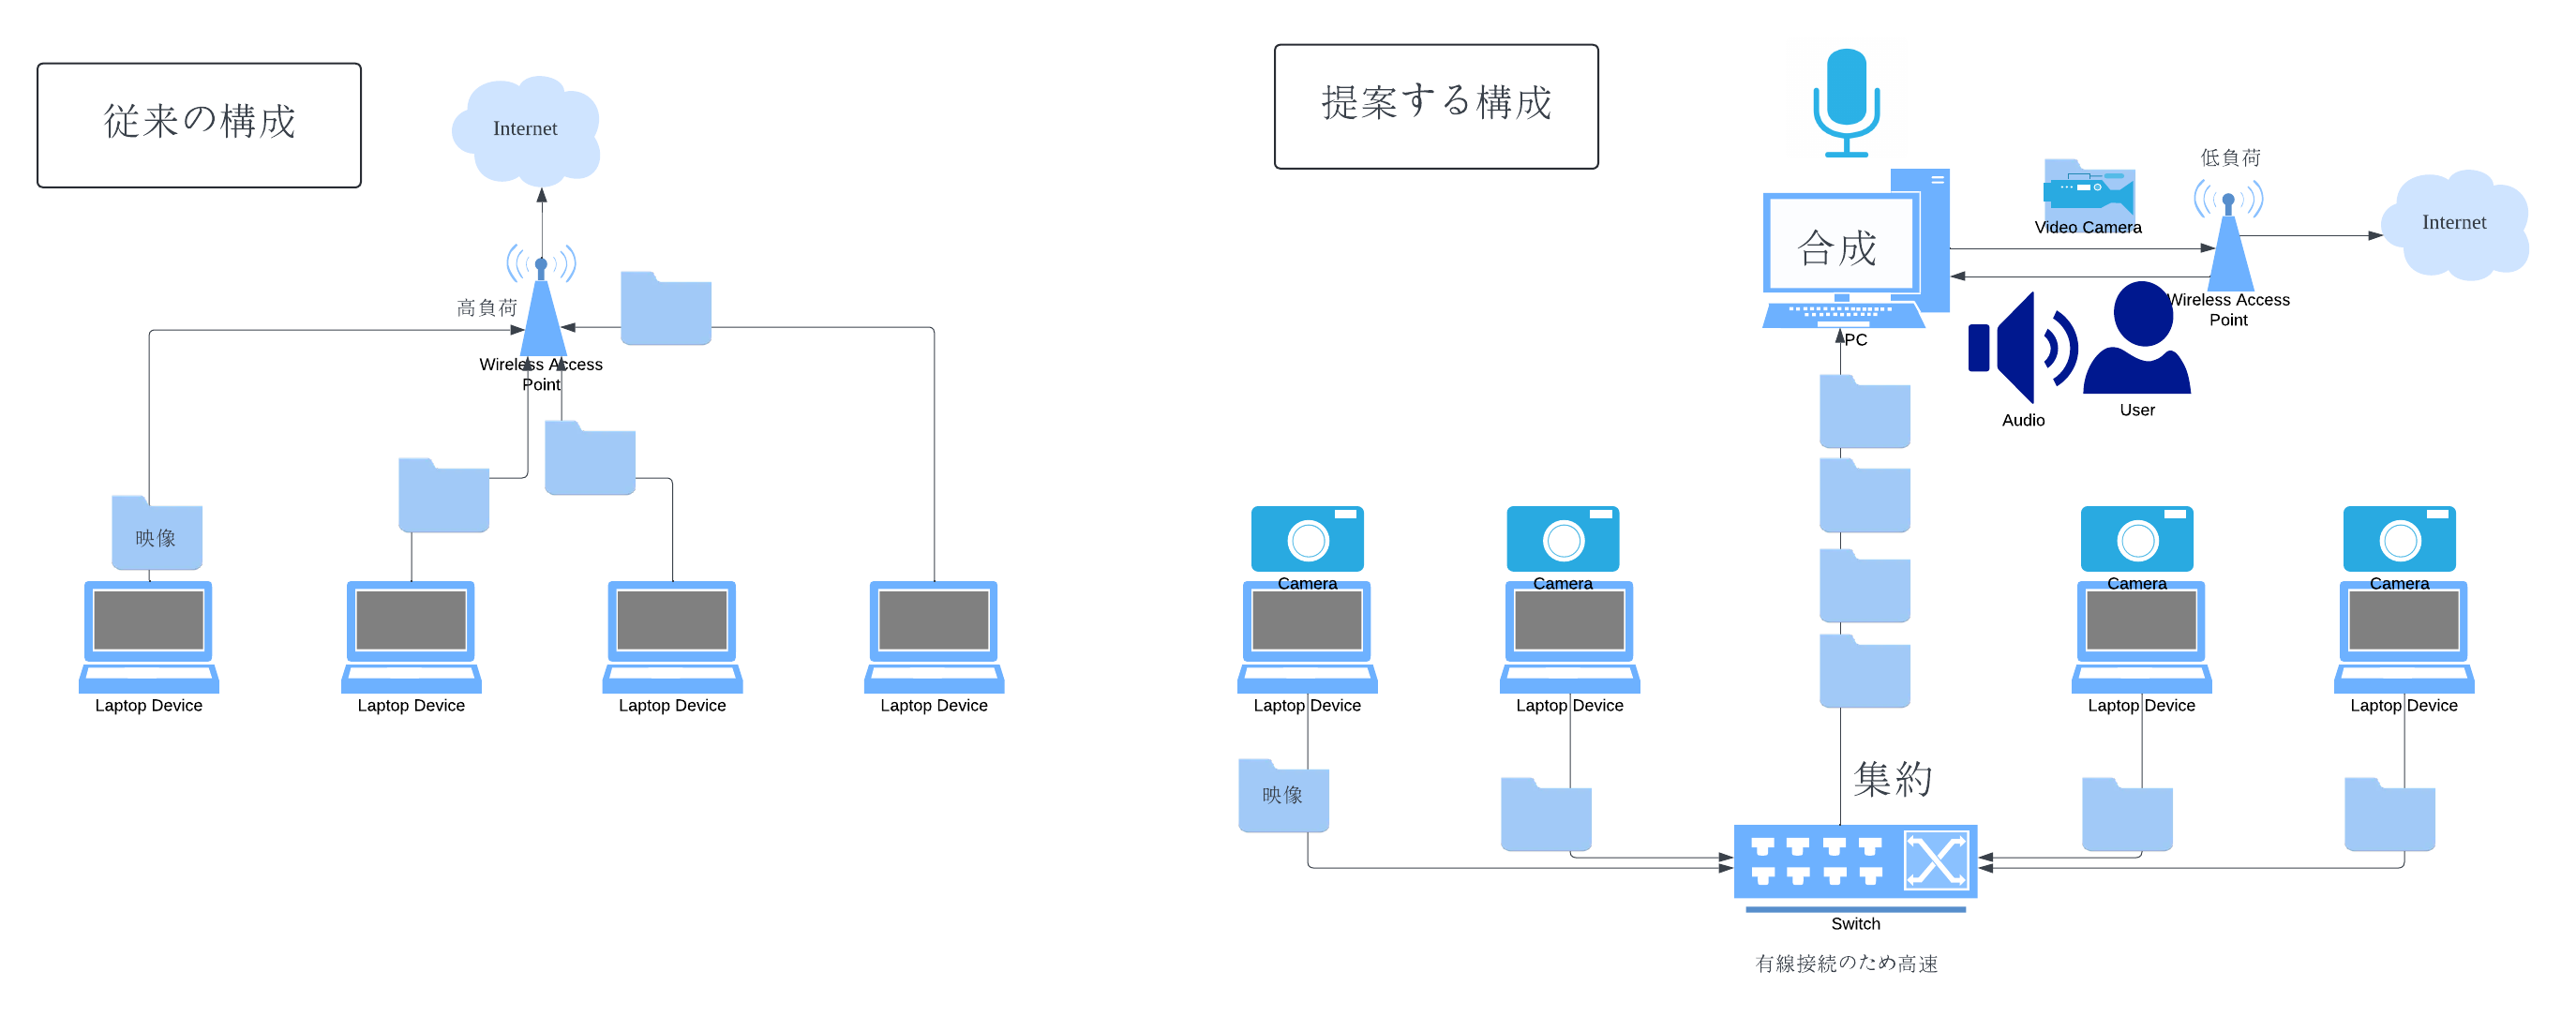 従来の構成
Internet
高負荷
Wireless Access
Point
映像
Laptop Device
Laptop Device
Laptop Device
Laptop Device
提案する構成
合成
PC
Video Camera
低負荷
Internet
Wireless Access
Point
Audio
User
Camera
Camera
Camera
Camera
Laptop Device
Laptop Device
Laptop Device
Laptop Device
映像
集約
Switch
有線接続のため高速